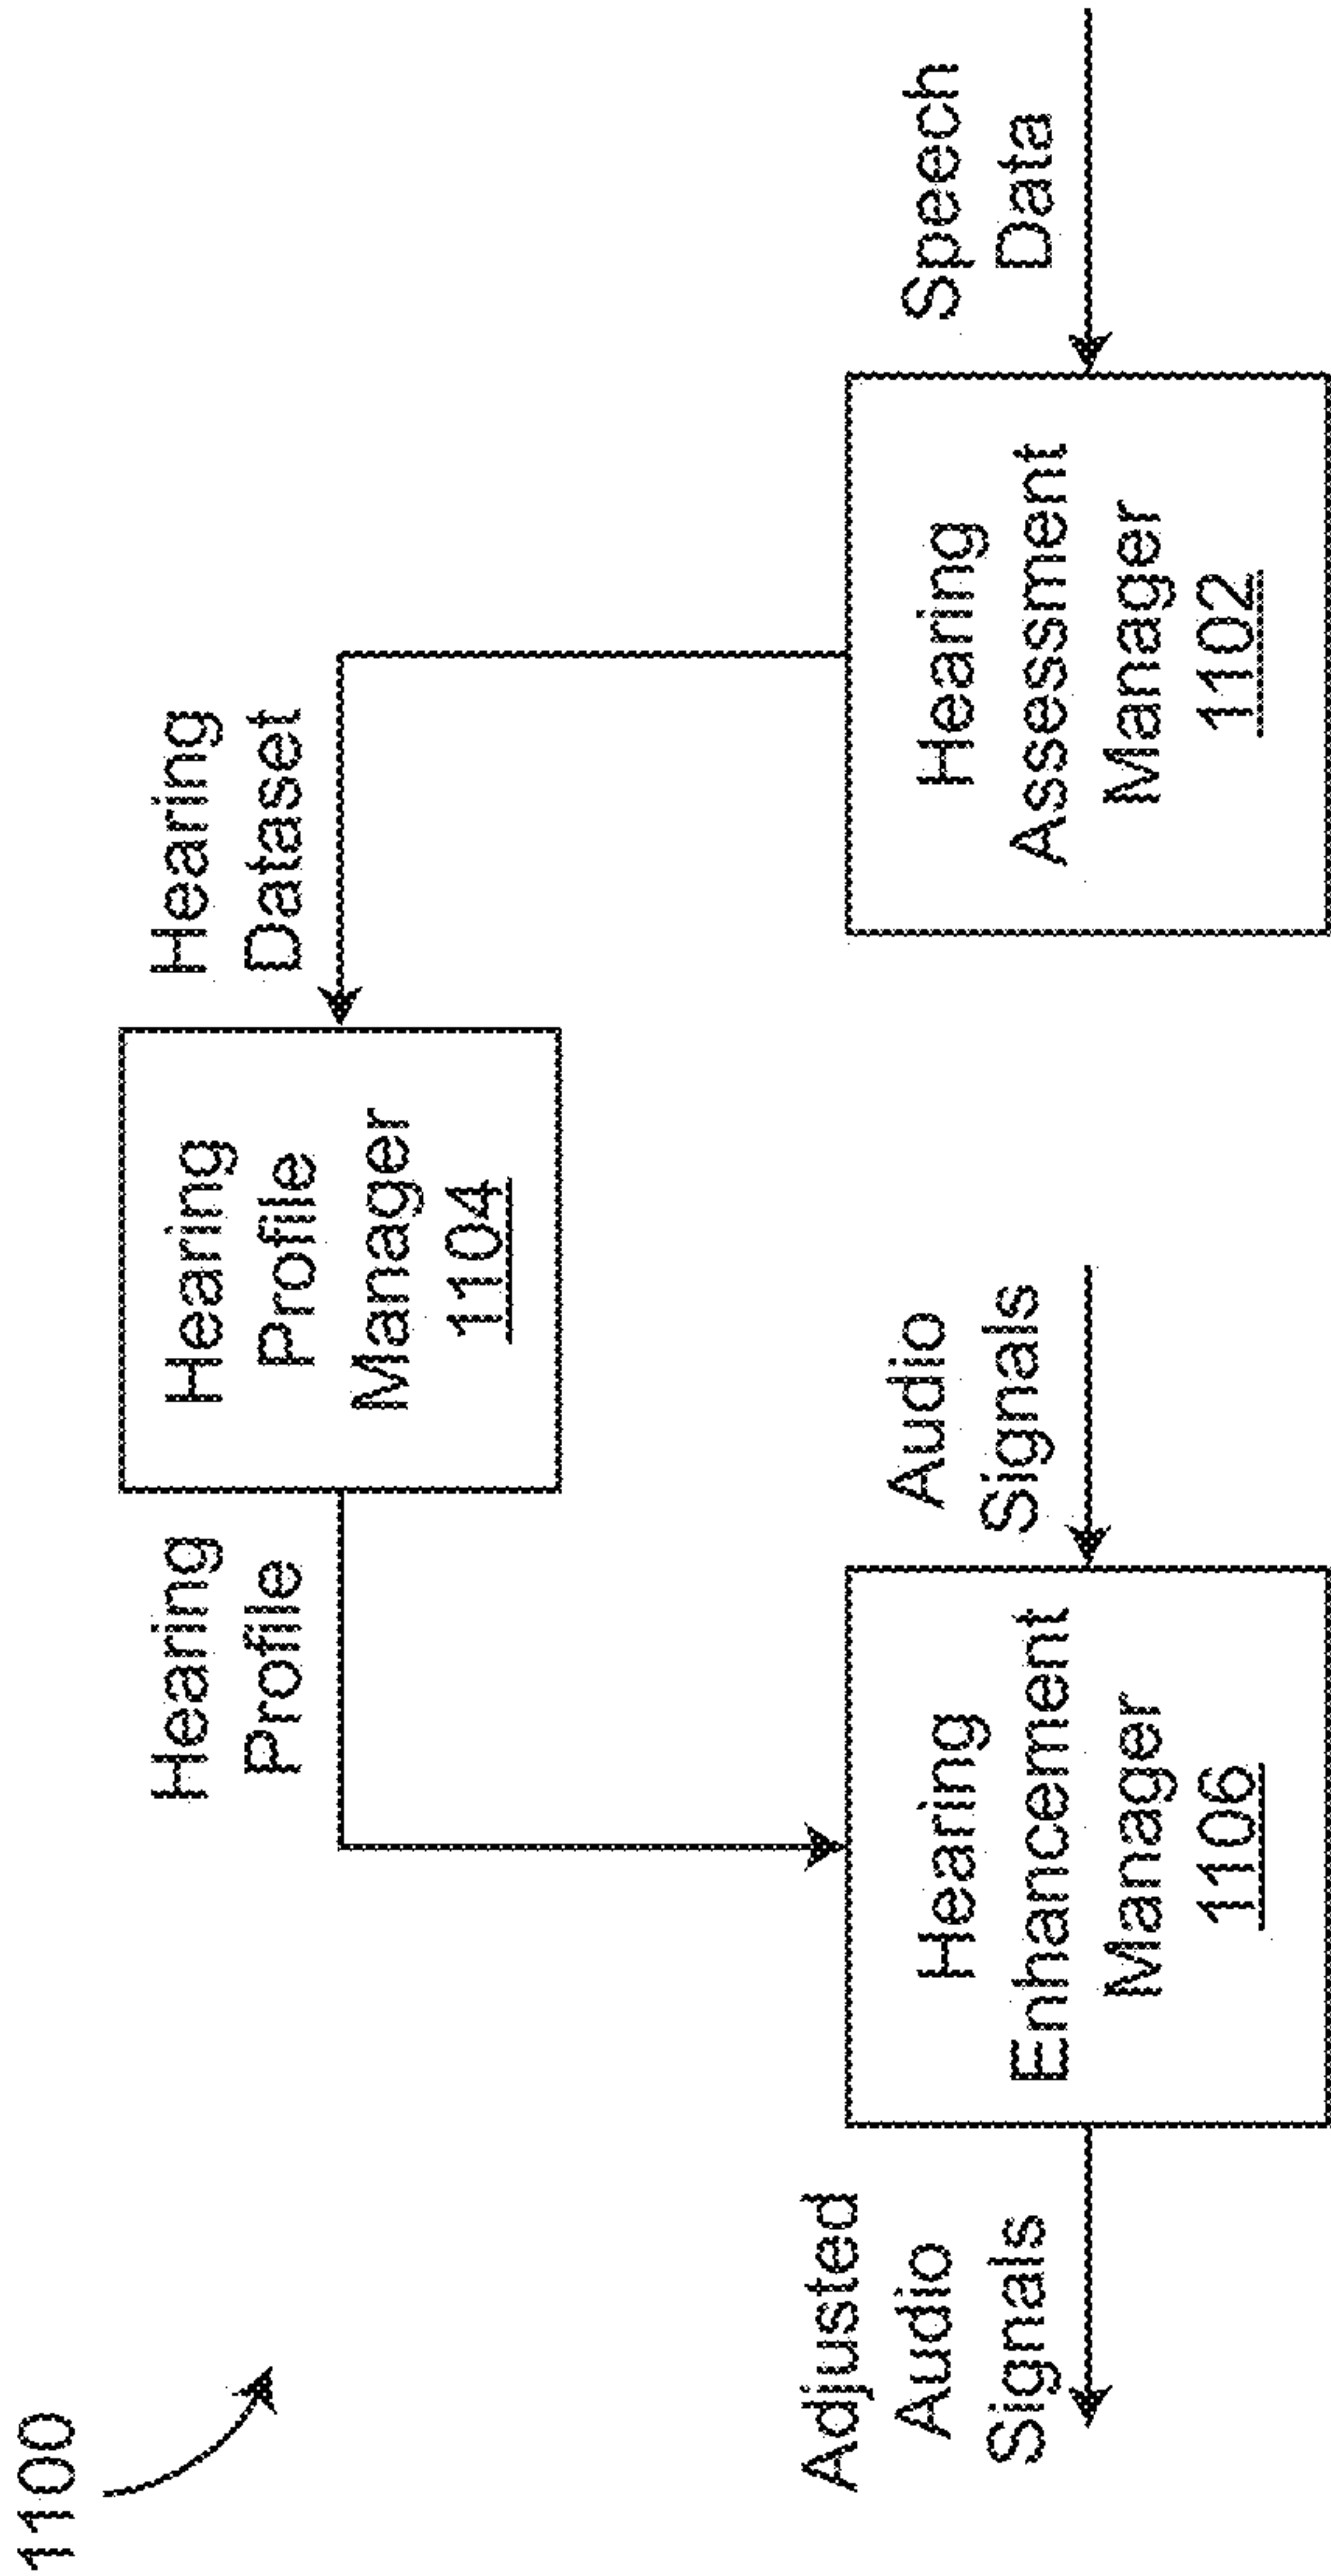 1100
Hearing
Profile
Hearing
Profile
Manager
1104
Hearing
Dataset
Adjusted
Audio
Signals
Hearing
Enhancement
Manager
1106
Audio
Signals
Hearing
Assessment
Manager
1102
Speech
Data